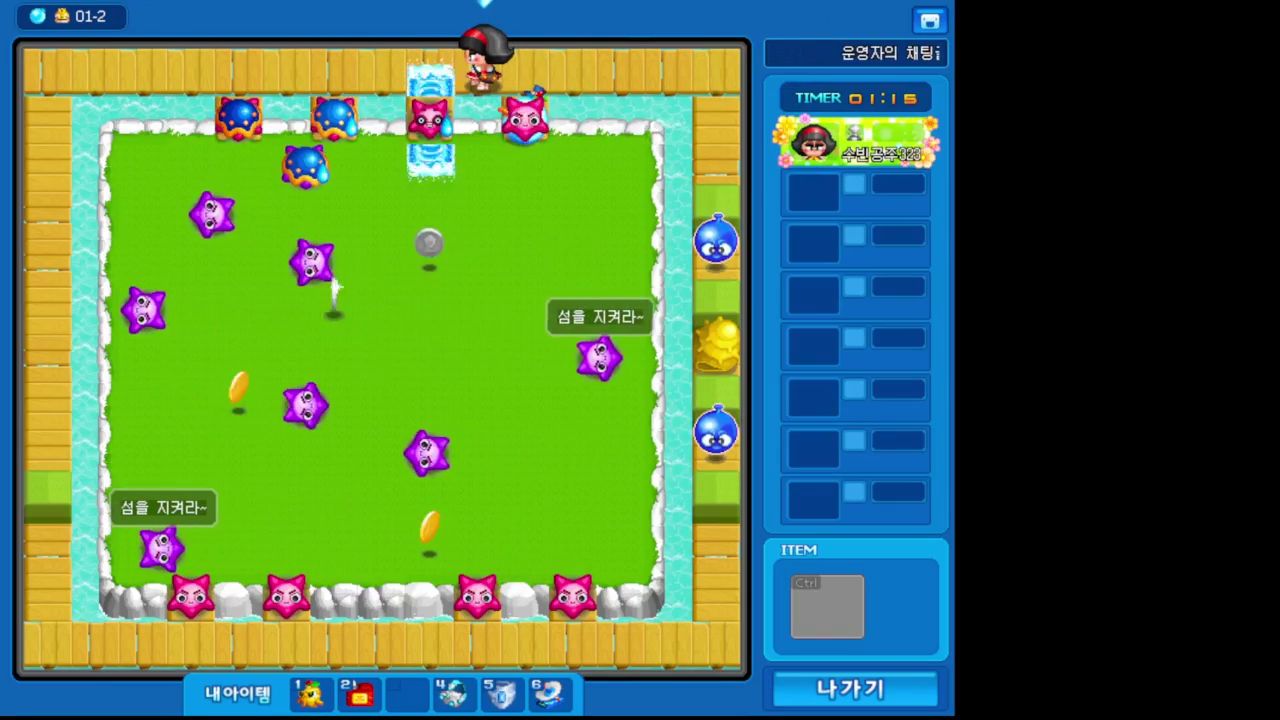 01-2
운영자의 채팅i
TIMER 01:15
수빈공주023
섬을 지켜라~
섬을 지켜라~
ITEM
Ctrl
내아이템
1
2
4
5
6
나가기